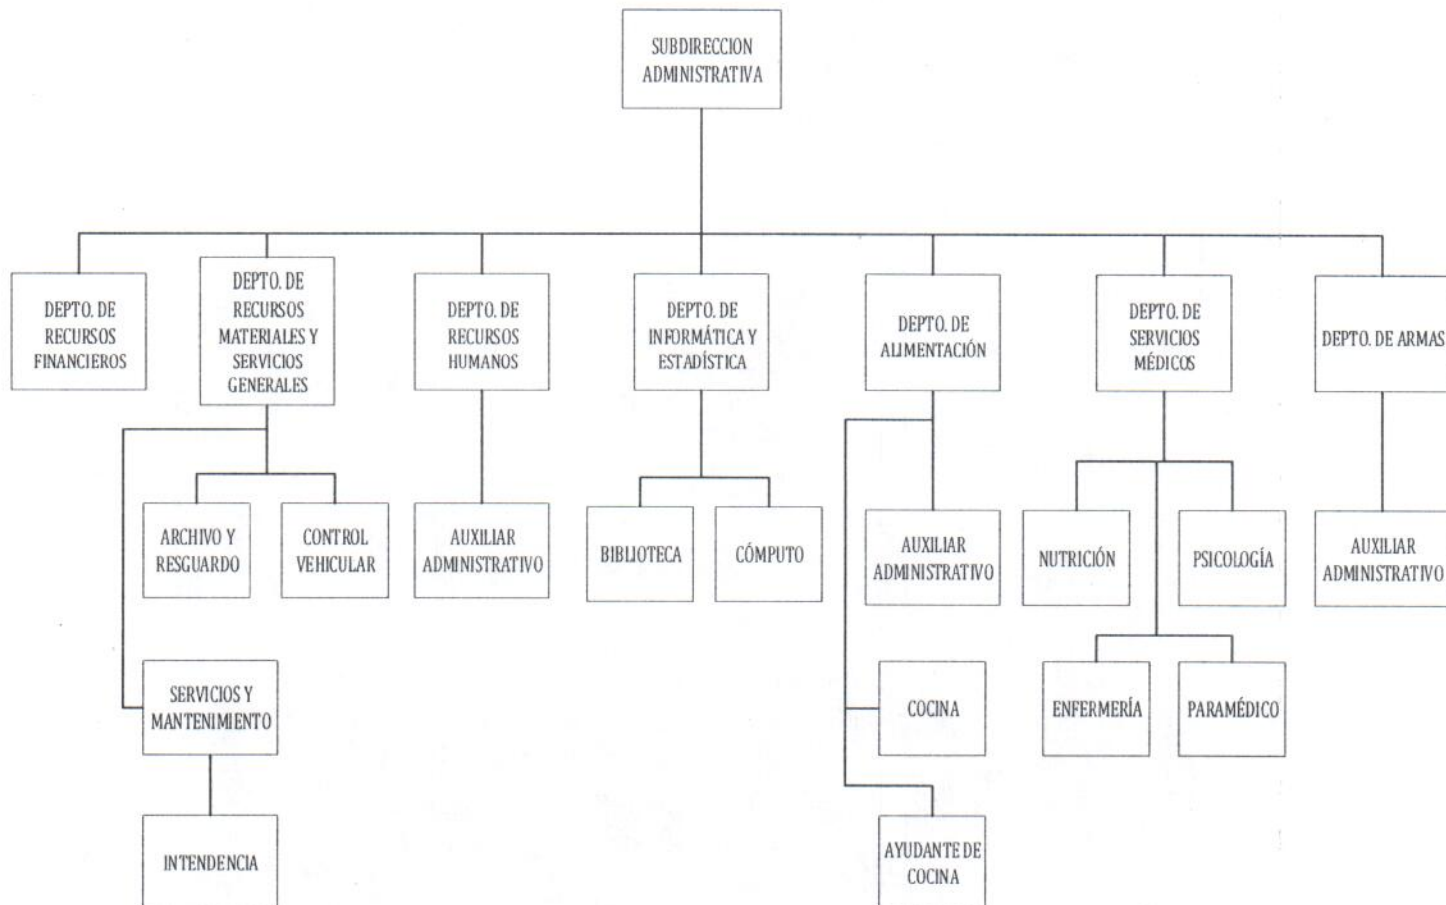 SUBDIRECCION
ADMINISTRATIVA
DEPTO. DE
RECURSOS
FINANCIEROS
DEPTO. DE
RECURSOS
MATERIALES Y
SERVICIOS
GENERALES
DEPTO. DE
RECURSOS
HUMANOS
DEPTO. DE
INFORMÁTICA Y
ESTADÍSTICA
DEPTO. DE
ALIMENTACIÓN
DEPTO. DE
SERVICIOS
MÉDICOS
DEPTO. DE ARMAS
ARCHIVO Y
RESGUARDO
CONTROL
VEHICULAR
AUXILIAR
ADMINISTRATIVO
BIBLIOTECA
CÓMPUTO
AUXILIAR
ADMINISTRATIVO
NUTRICIÓN
PSICOLOGÍA
AUXILIAR
ADMINISTRATIVO
SERVICIOS Y
MANTENIMIENTO
COCINA
ENFERMERÍA
PARAMÉDICO
INTENDENCIA
AYUDANTE DE
COCINA